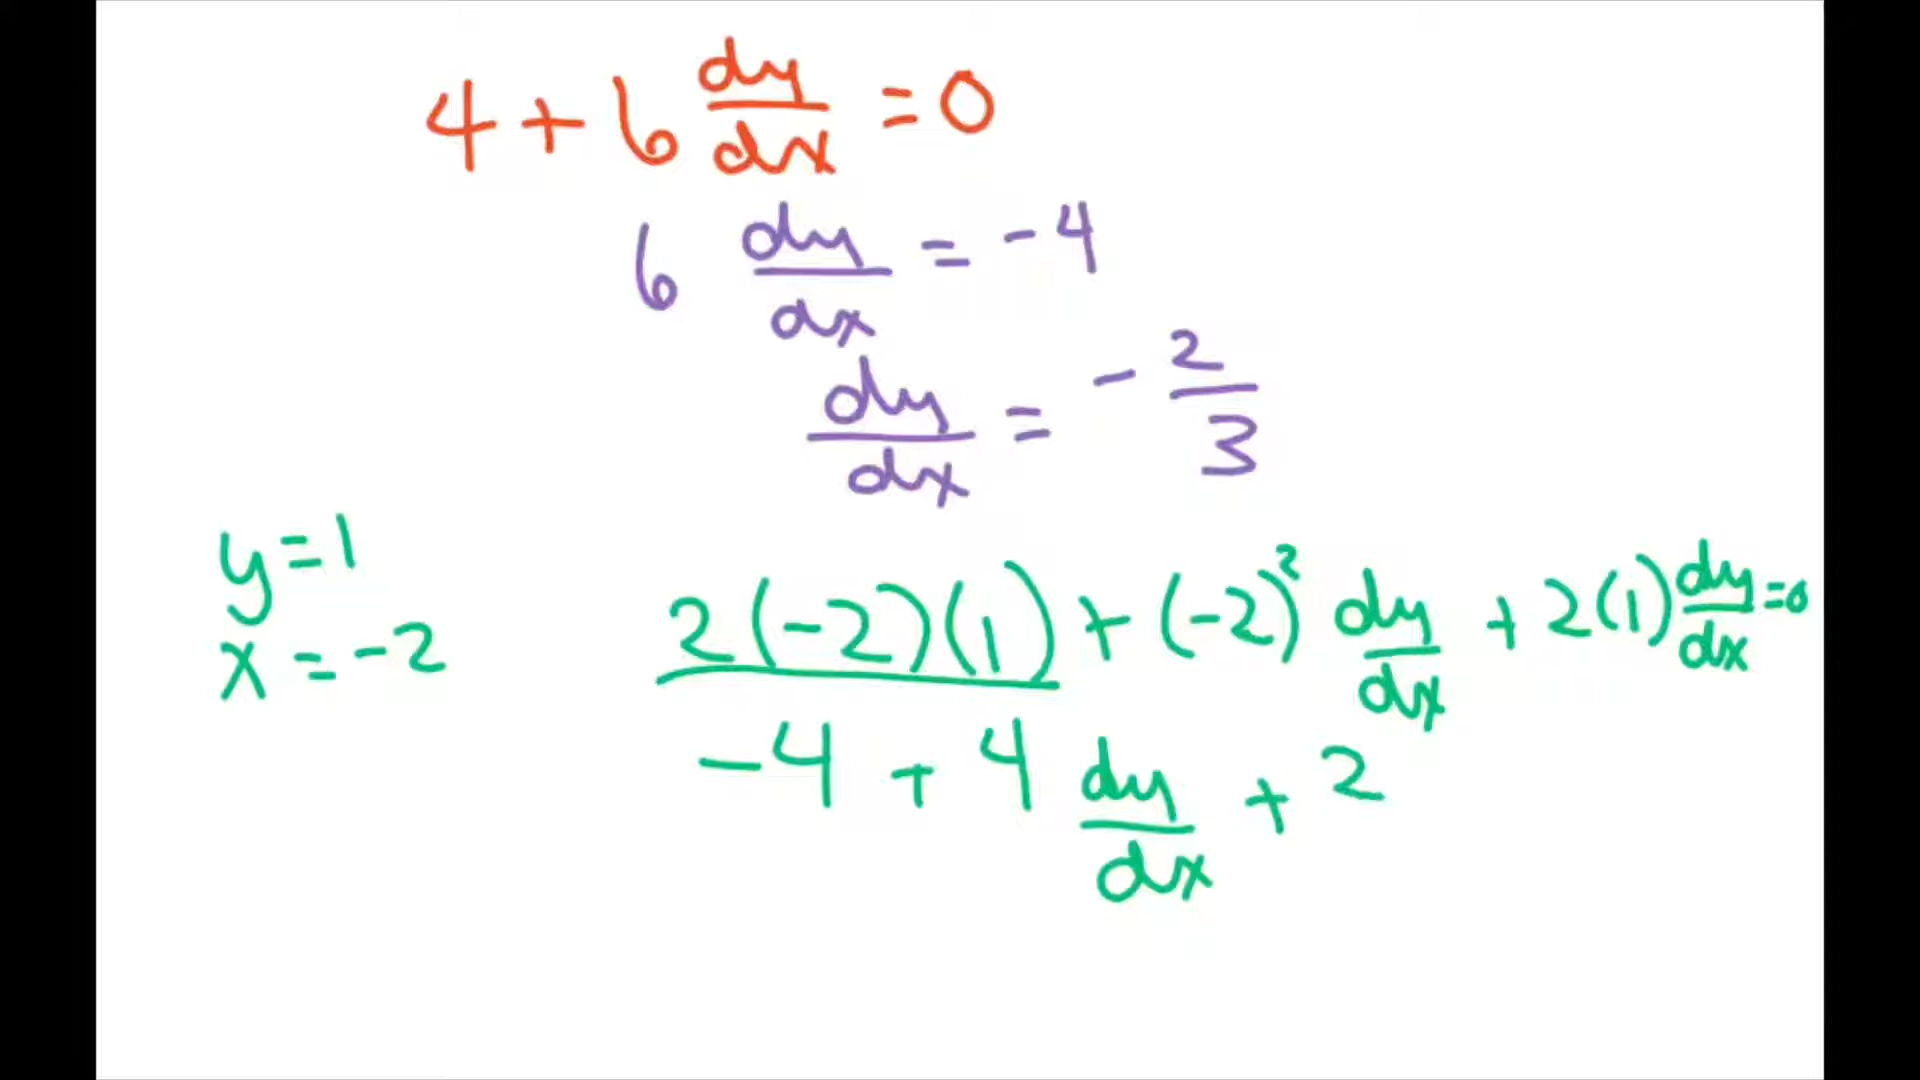 4 + 6 dy/dx = 0
6 dy/dx = -4
dy/dx = - 2/3
y = 1
x = -2
2(-2)(1) + (-2)² dy/dx + 2(1) dy/dx = 0
-4 + 4 dy/dx + 2